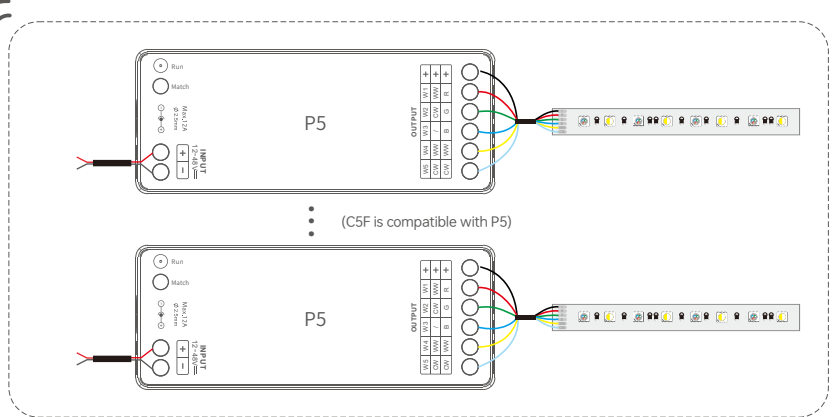 Run
Match
Max.12A
Ø 2.5mm
+
−
INPUT
12~48V
P5
OUTPUT
+ + +
W1 WW R
W2 CW G
W3 / B
W4 WW WW
W5 CW CW
(C5F is compatible with P5)
Run
Match
Max.12A
Ø 2.5mm
+
−
INPUT
12~48V
P5
OUTPUT
+ + +
W1 WW R
W2 CW G
W3 / B
W4 WW WW
W5 CW CW